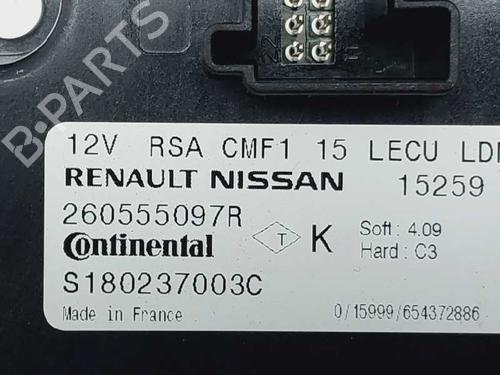 12V RSA CMF1 15 LECU LD
RENAULT NISSAN 15259
260555097R
Continental T K Soft : 4.09
Hard : C3
S180237003C
Made in France 0/15999/654372886
B-PARTS